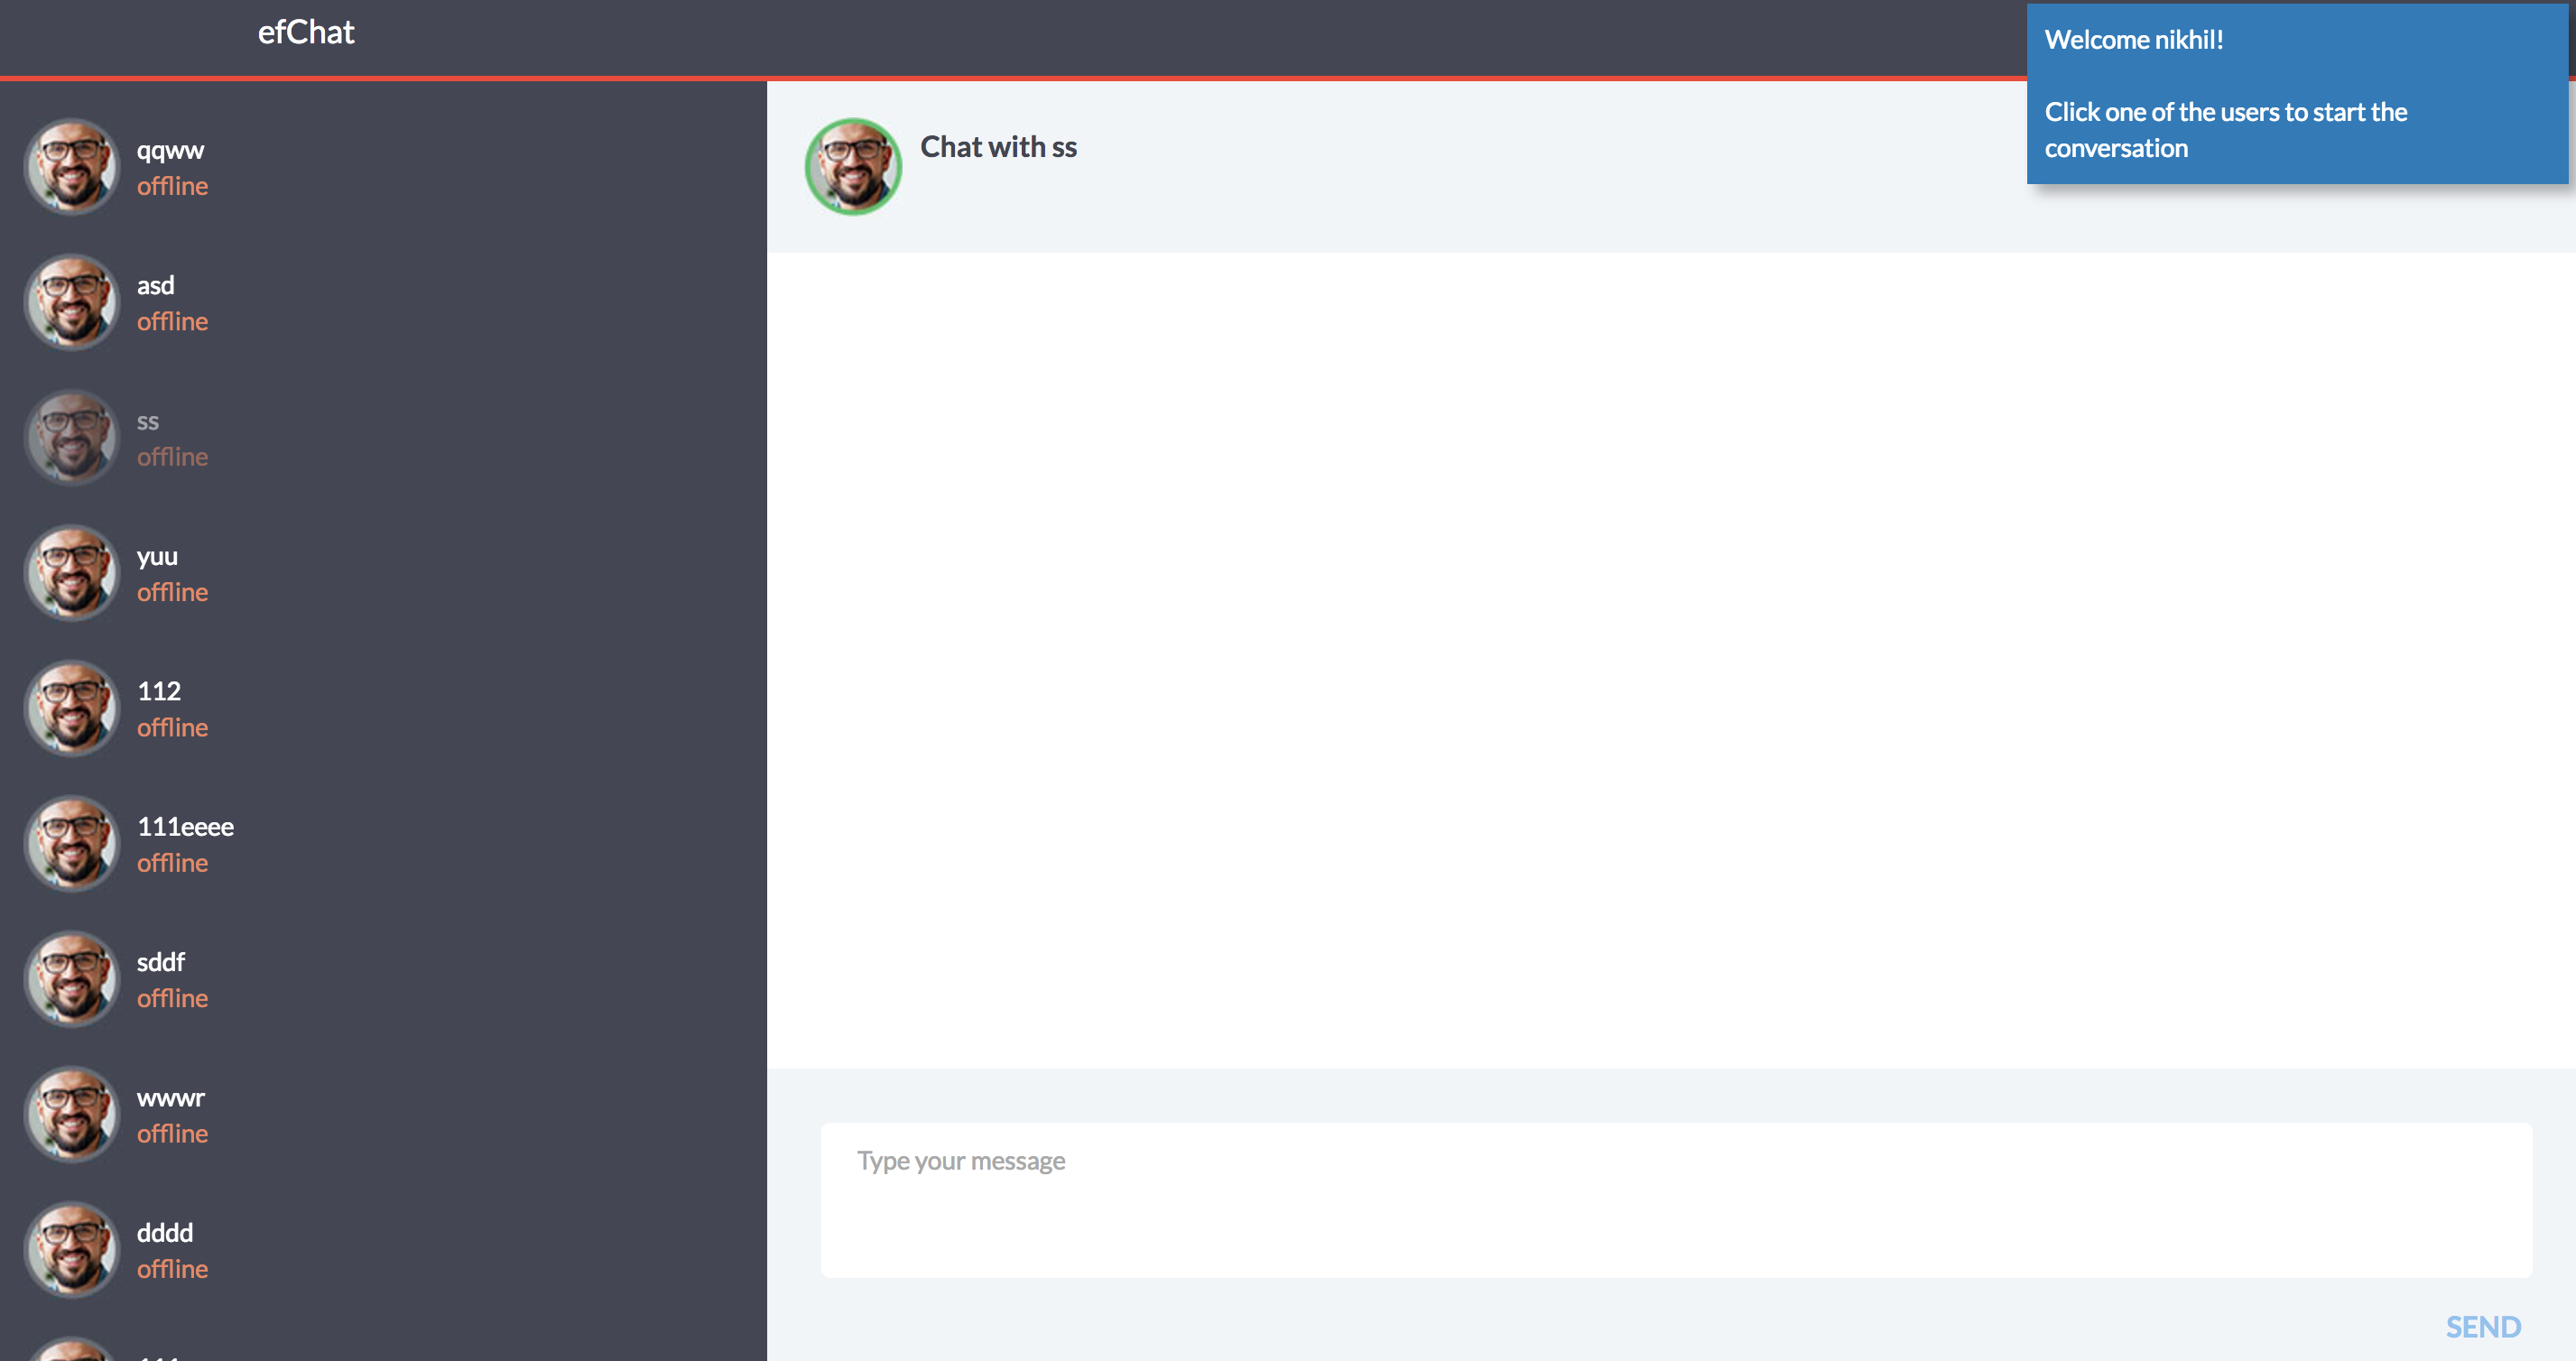 efChat
Welcome nikhil!
Click one of the users to start the
conversation
qqww
offline
asd
offline
ss
offline
yuu
offline
112
offline
111eeee
offline
sddf
offline
wwwr
offline
dddd
offline
Chat with ss
Type your message
SEND